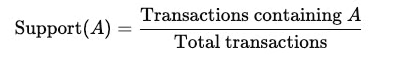 Support(A) = Transactions containing A / Total transactions